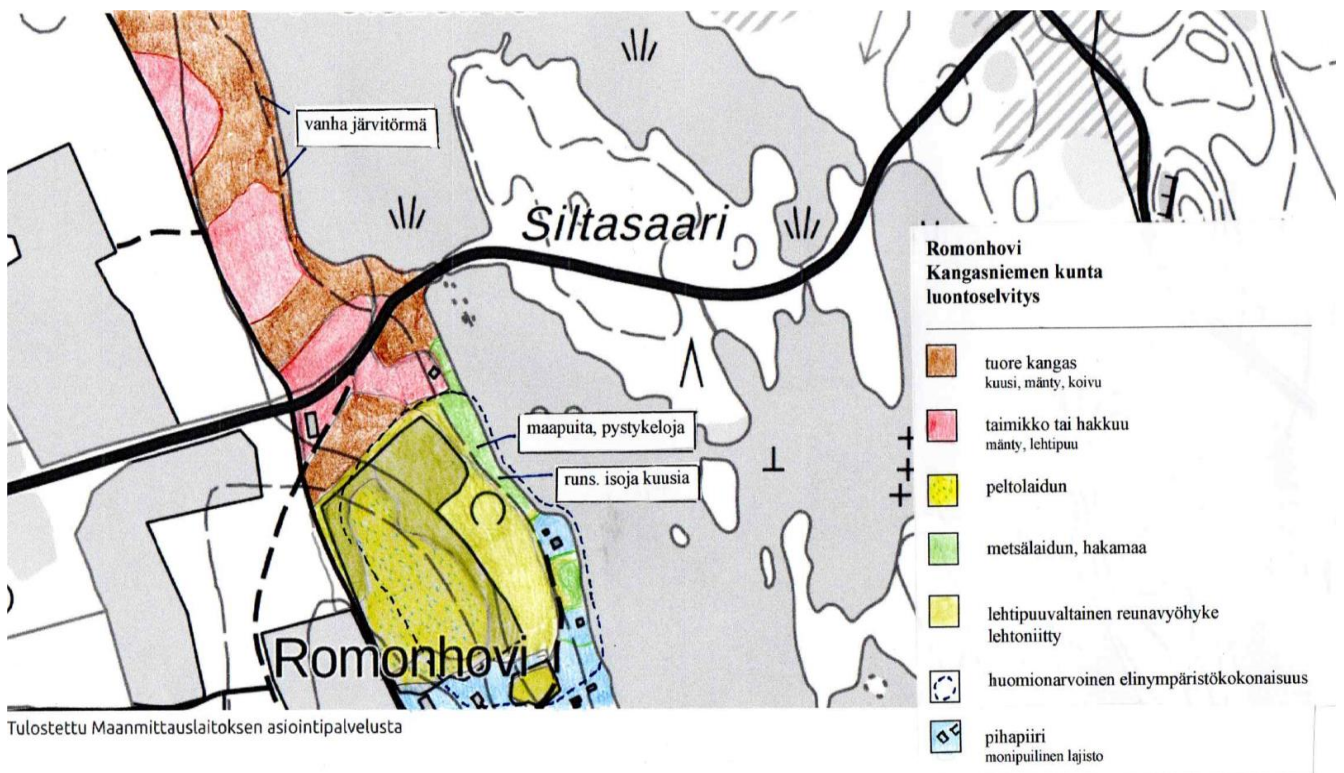 vanha järvitörmä
Siltasaari
maapuita, pystykeloja
runs. isoja kuusia
Romonhovi
Tulostettu Maanmittauslaitoksen asiointipalvelusta
Romonhovi
Kangasniemen kunta
luontoselvitys
tuore kangas
kuusi, mänty, koivu
taimikko tai hakkuu
mänty, lehtipuu
peltolaidun
metsälaidun, hakamaa
lehtipuuvaltainen reunavyöhyke
lehtoniitty
huomionarvoinen elinympäristökokonaisuus
pihapiiri
monipuilinen lajisto